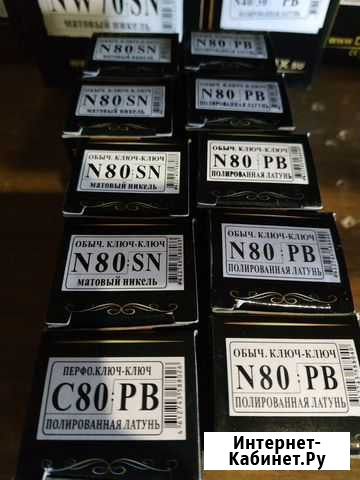 NW70-SN
МАТОВЫЙ НИКЕЛЬ
N80:SN
МАТОВЫЙ НИКЕЛЬ
N80:PB
N80:SN
МАТОВЫЙ НИКЕЛЬ
N80:PB
ПОЛИРОВАННАЯ ЛАТУНЬ
ОБЫЧ. КЛЮЧ-КЛЮЧ
N80:SN
МАТОВЫЙ НИКЕЛЬ
ОБЫЧ. КЛЮЧ-КЛЮЧ
N80:PB
ПОЛИРОВАННАЯ ЛАТУНЬ
ОБЫЧ. КЛЮЧ-КЛЮЧ
N80:SN
МАТОВЫЙ НИКЕЛЬ
ОБЫЧ. КЛЮЧ-КЛЮЧ
N80:PB
ПОЛИРОВАННАЯ ЛАТУНЬ
ПЕРФО.КЛЮЧ-КЛЮЧ
C80:PB
ПОЛИРОВАННАЯ ЛАТУНЬ
ОБЫЧ. КЛЮЧ-КЛЮЧ
N80:PB
ПОЛИРОВАННАЯ ЛАТУНЬ
Интернет-
Кабинет.Ру